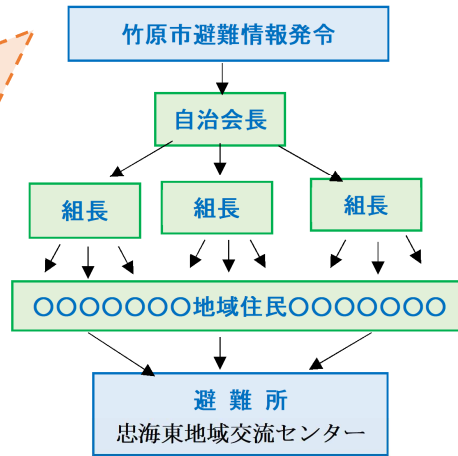 竹原市避難情報発令
自治会長
組長
組長
組長
〇〇〇〇〇〇〇地域住民〇〇〇〇〇〇〇
避 難 所
忠海東地域交流センター